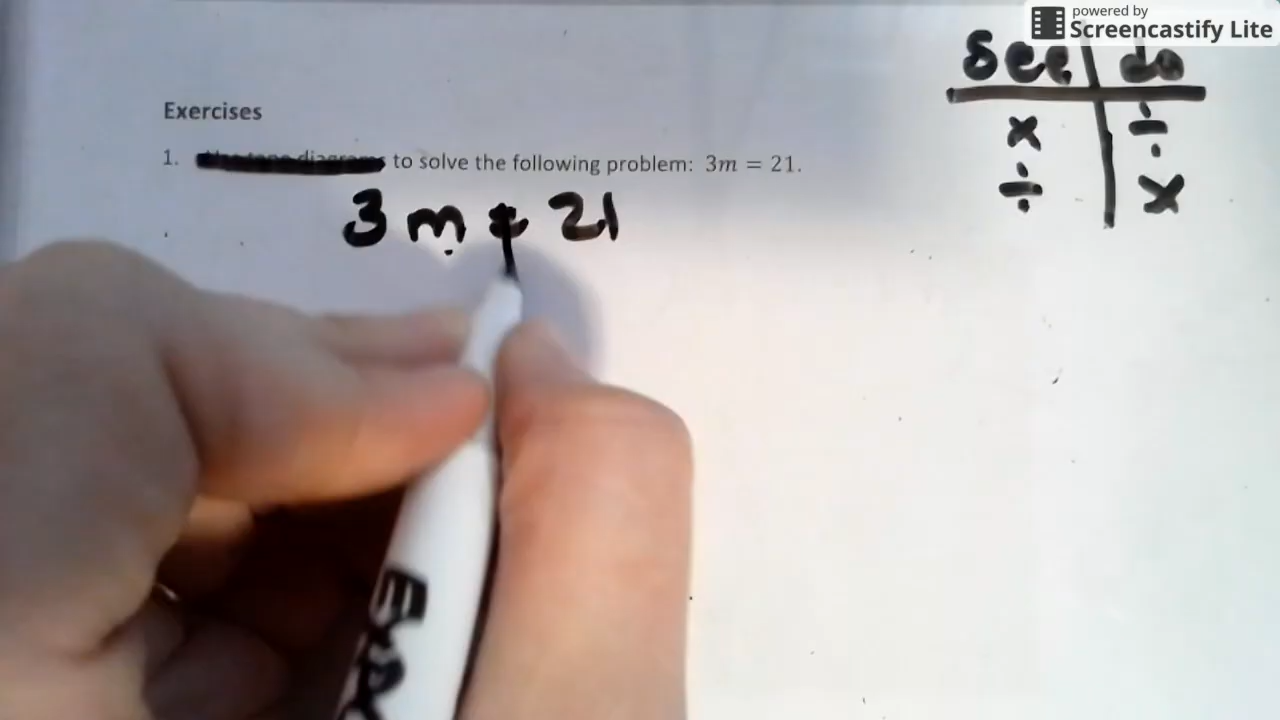 powered by
Screencastify Lite
see do
x ÷
÷ x
Exercises
1. to solve the following problem: 3m = 21.
3 m = 21